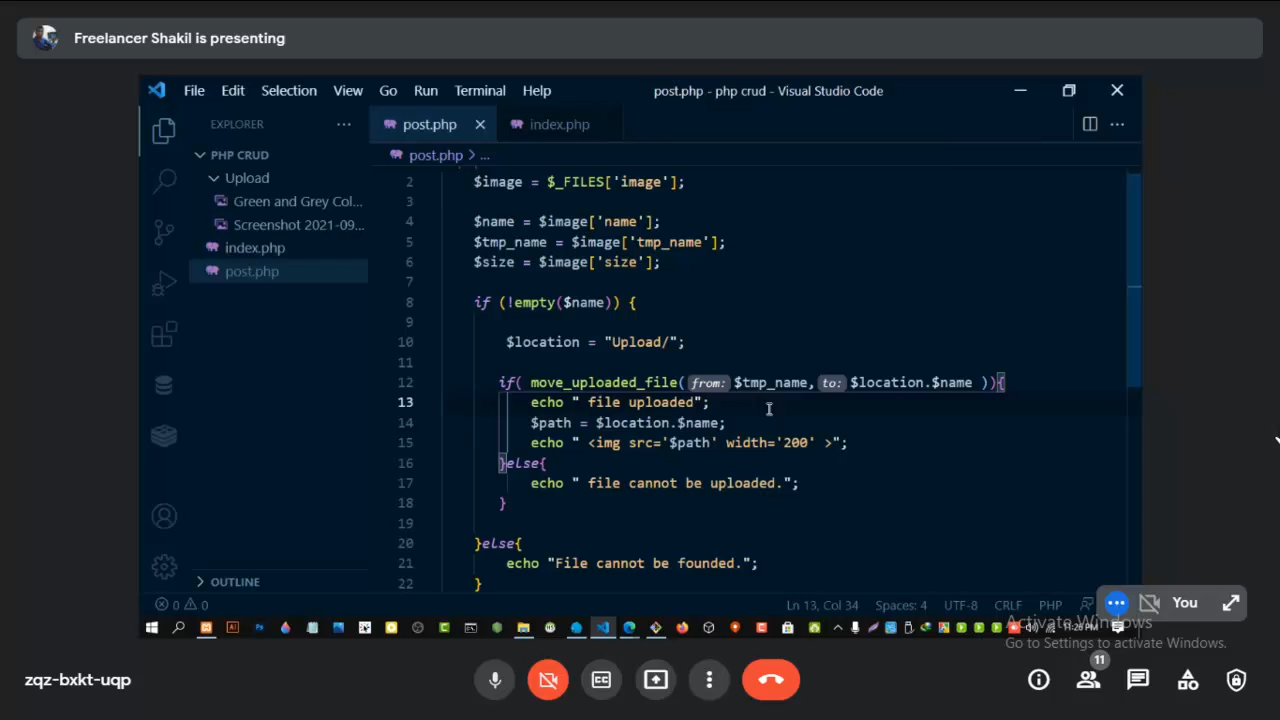 Freelancer Shakil is presenting
File Edit Selection View Go Run Terminal Help
post.php - php crud - Visual Studio Code
EXPLORER
post.php
index.php
PHP CRUD
post.php > ...
Upload
Green and Grey Col...
Screenshot 2021-09...
index.php
post.php
2 $image = $_FILES['image'];
3
4 $name = $image['name'];
5 $tmp_name = $image['tmp_name'];
6 $size = $image['size'];
7
8 if (!empty($name)) {
9
10 $location = "Upload/";
11
12 if( move_uploaded_file(from: $tmp_name,to: $location.$name )){
13 echo " file uploaded";
14 $path = $location.$name;
15 echo " <img src='$path' width='200' >";
16 }else{
17 echo " file cannot be uploaded.";
18 }
19
20 }else{
21 echo "File cannot be founded.";
22 }
OUTLINE
0 0
Ln 13, Col 34 Spaces: 4 UTF-8 CRLF PHP
You
Activate Windows
Go to Settings to activate Windows.
zqz-bxkt-uqp
11